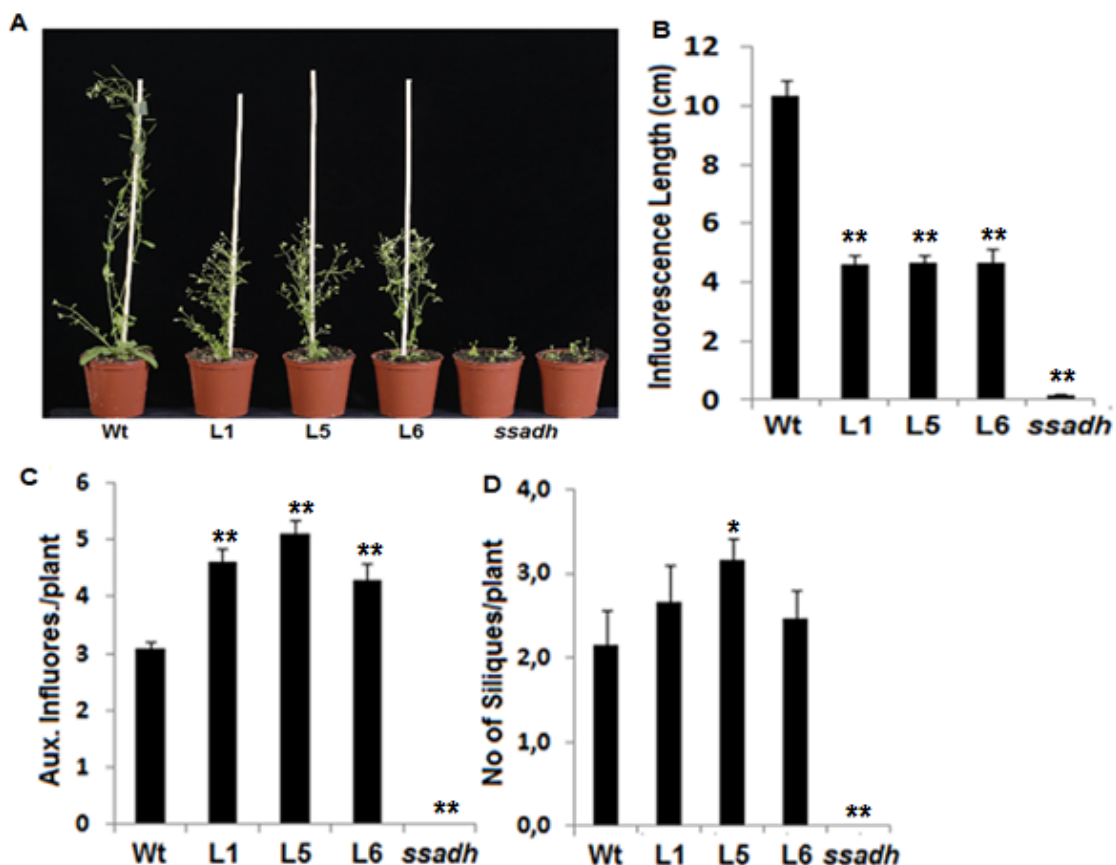 A
Wt L1 L5 L6 ssadh
B
Influorescence Length (cm)
12
10
8
6
4
2
0
** ** ** **
Wt L1 L5 L6 ssadh
C
Aux. Influores./plant
6
5
4
3
2
1
0
** ** ** **
Wt L1 L5 L6 ssadh
D
No of Siliques/plant
4,0
3,0
2,0
1,0
0,0
* **
Wt L1 L5 L6 ssadh